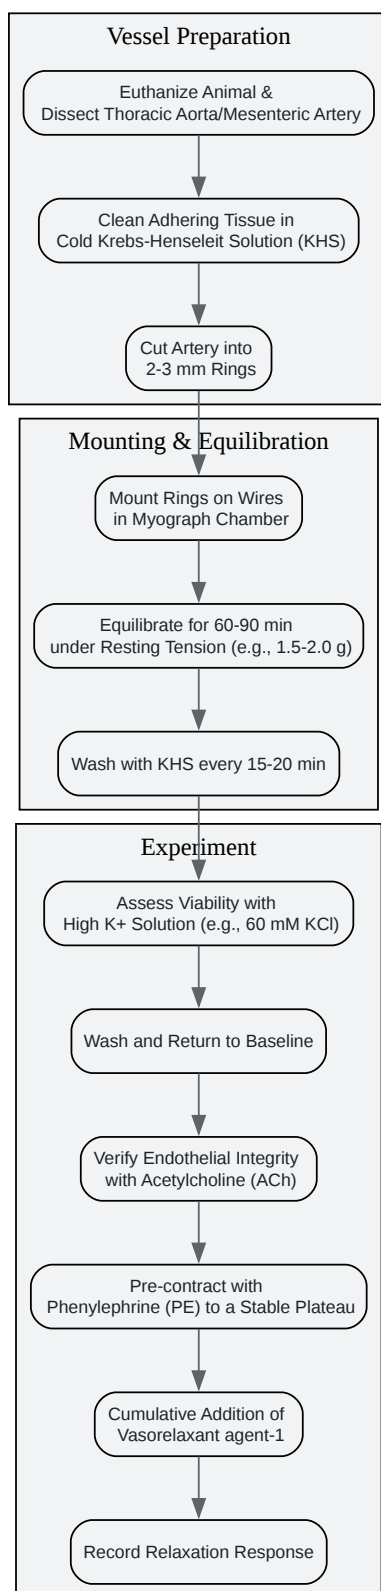 Vessel Preparation
Euthanize Animal &
Dissect Thoracic Aorta/Mesenteric Artery
Clean Adhering Tissue in
Cold Krebs-Henseleit Solution (KHS)
Cut Artery into
2-3 mm Rings
Mounting & Equilibration
Mount Rings on Wires
in Myograph Chamber
Equilibrate for 60-90 min
under Resting Tension (e.g., 1.5-2.0 g)
Wash with KHS every 15-20 min
Experiment
Assess Viability with
High K+ Solution (e.g., 60 mM KCl)
Wash and Return to Baseline
Verify Endothelial Integrity
with Acetylcholine (ACh)
Pre-contract with
Phenylephrine (PE) to a Stable Plateau
Cumulative Addition of
Vasorelaxant agent-1
Record Relaxation Response